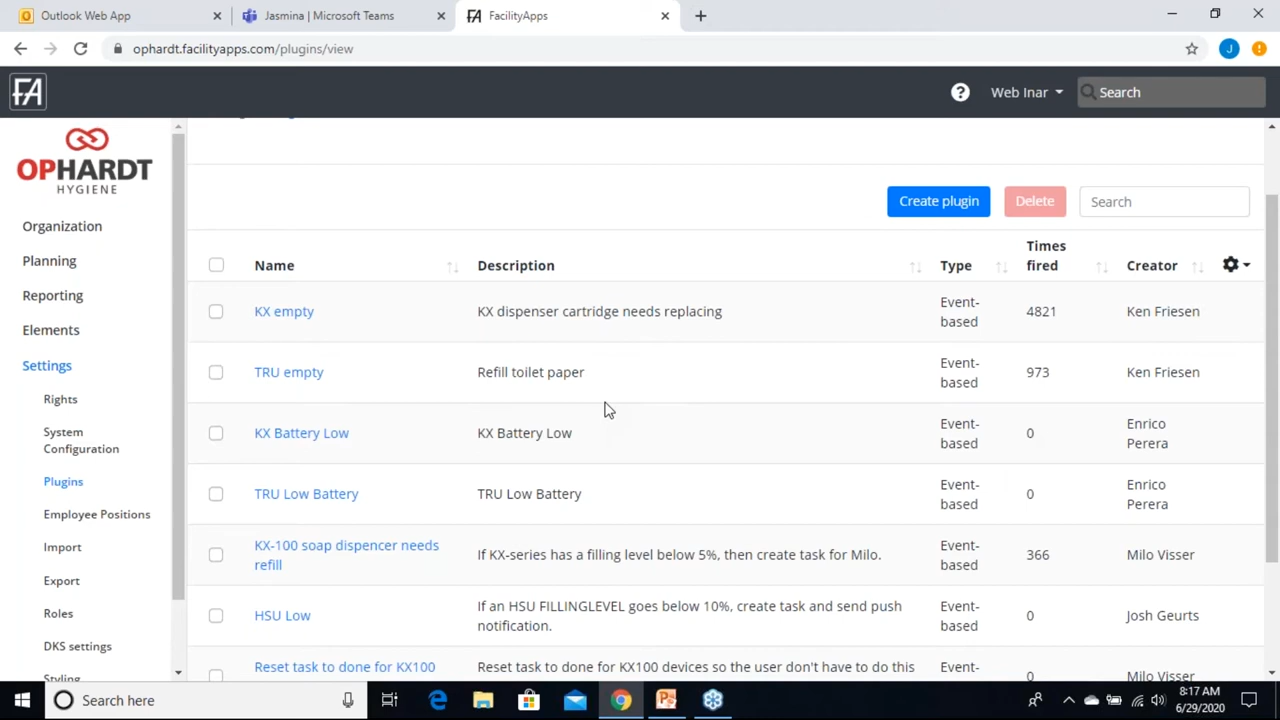 Outlook Web App
Jasmina | Microsoft Teams
FacilityApps
ophardt.facilityapps.com/plugins/view
J
FA
Web Inar
Search
OPHARDT
HYGIENE
Organization
Planning
Reporting
Elements
Settings
Rights
System
Configuration
Plugins
Employee Positions
Import
Export
Roles
DKS settings
Styling
Create plugin
Delete
Search
Name
Description
Type
Times
fired
Creator
KX empty
KX dispenser cartridge needs replacing
Event-
based
4821
Ken Friesen
TRU empty
Refill toilet paper
Event-
based
973
Ken Friesen
KX Battery Low
KX Battery Low
Event-
based
0
Enrico
Perera
TRU Low Battery
TRU Low Battery
Event-
based
0
Enrico
Perera
KX-100 soap dispencer needs
refill
If KX-series has a filling level below 5%, then create task for Milo.
Event-
based
366
Milo Visser
HSU Low
If an HSU FILLINGLEVEL goes below 10%, create task and send push
notification.
Event-
based
0
Josh Geurts
Reset task to done for KX100
Reset task to done for KX100 devices so the user don't have to do this
Event-
0
Milo Visser
Search here
8:17 AM
6/29/2020